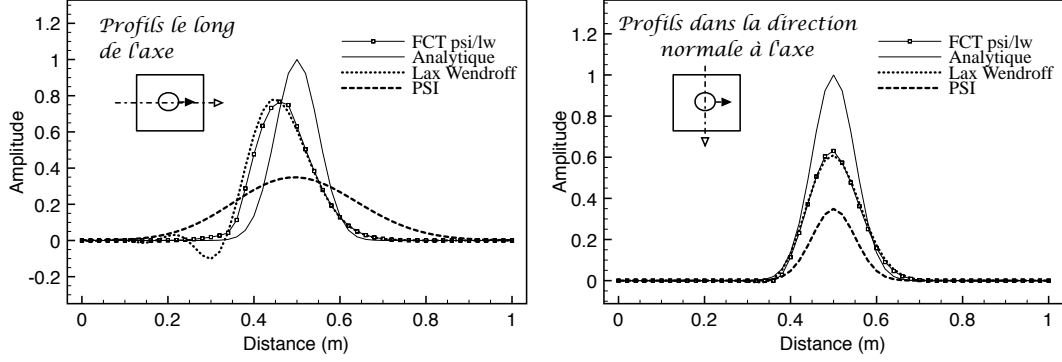 Profils le long
de l'axe
FCT psi/lw
Analytique
Lax Wendroff
PSI
Amplitude
1.2
1
0.8
0.6
0.4
0.2
0
-0.2
0 0.2 0.4 0.6 0.8 1
Distance (m)
Profils dans la direction
normale à l'axe
FCT psi/lw
Analytique
Lax Wendroff
PSI
Amplitude
1.2
1
0.8
0.6
0.4
0.2
0
0 0.2 0.4 0.6 0.8 1
Distance (m)